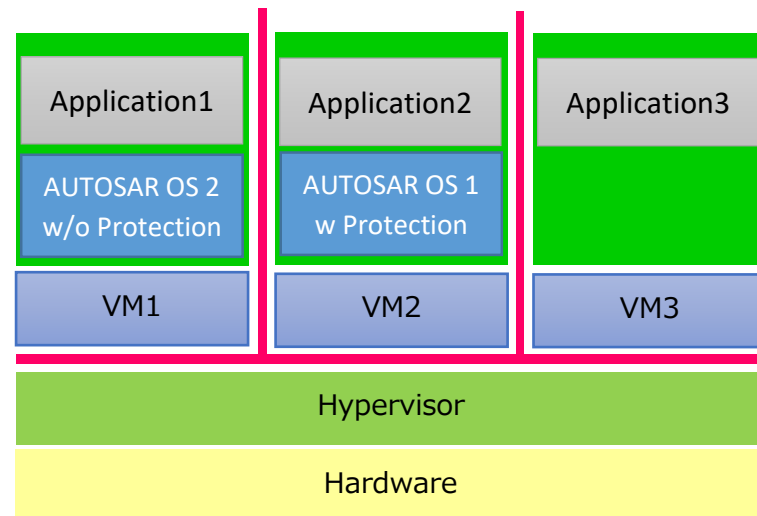 Application1
AUTOSAR OS 2
w/o Protection
VM1
Application2
AUTOSAR OS 1
w Protection
VM2
Application3
VM3
Hypervisor
Hardware